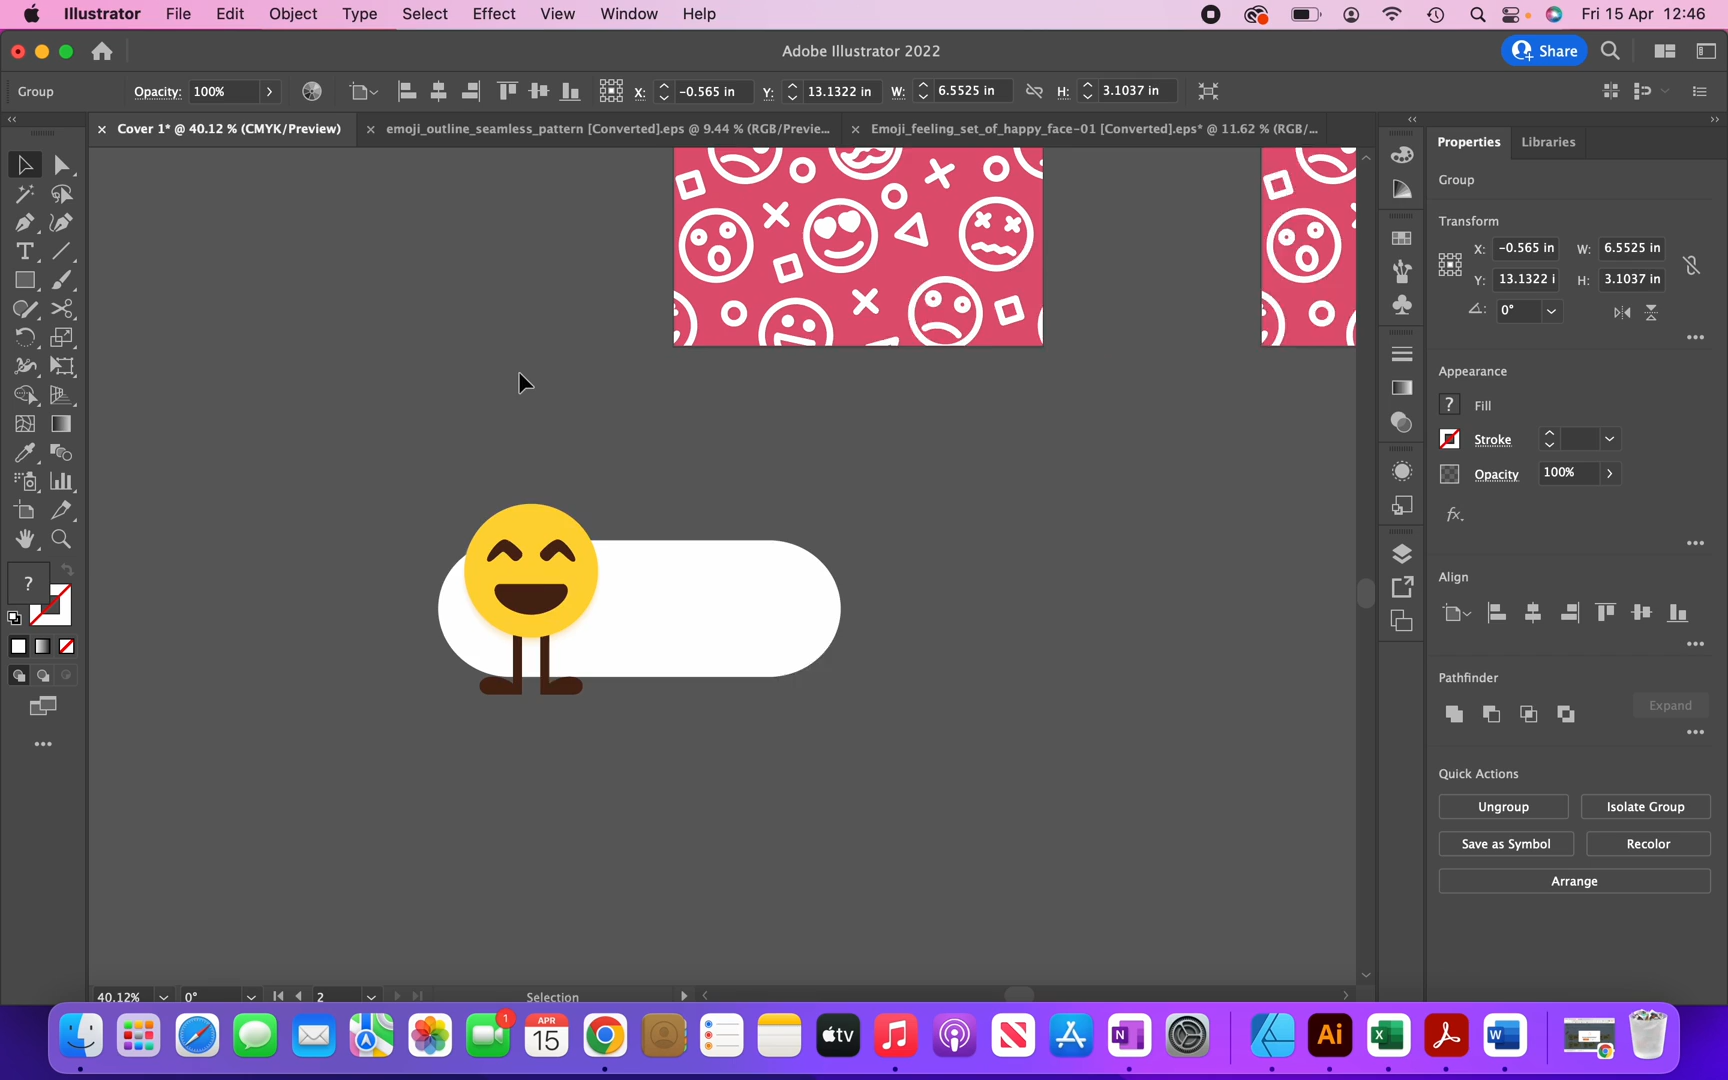 Illustrator File Edit Object Type Select Effect View Window Help Fri 15 Apr 12:46
Adobe Illustrator 2022 Share
Group Opacity: 100% X: -0.565 in Y: 13.1322 in W: 6.5525 in H: 3.1037 in
Cover 1* @ 40.12 % (CMYK/Preview) emoji_outline_seamless_pattern [Converted].eps @ 9.44 % (RGB/Previe... Emoji_feeling_set_of_happy_face-01 [Converted].eps* @ 11.62 % (RGB/...
Properties Libraries
Group
Transform
X: -0.565 in W: 6.5525 in
Y: 13.1322 i H: 3.1037 in
0°
Appearance
? Fill
Stroke
Opacity 100%
fx.
Align
Pathfinder
Expand
Quick Actions
Ungroup Isolate Group
Save as Symbol Recolor
Arrange
?
40.12% 0° 2 Selection
1
APR
15
tv
N
Ai
X
W